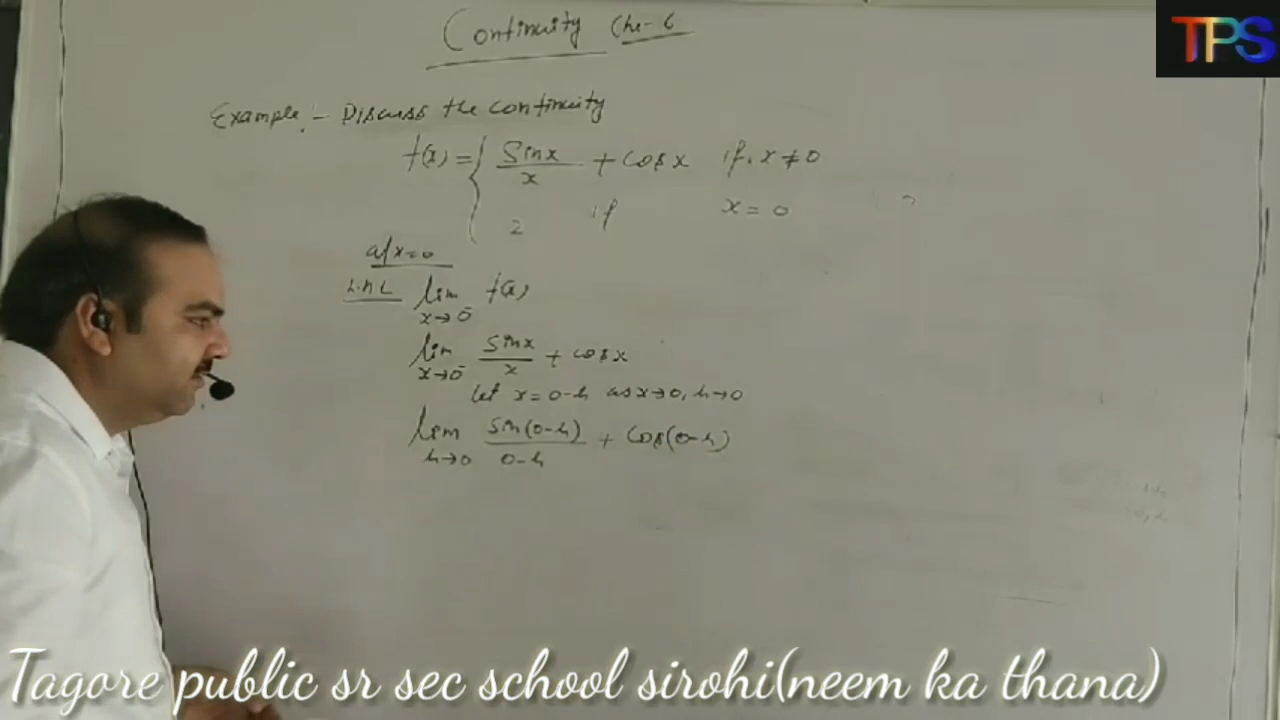 Continuity Ch-6
TPS
Example:- Discuss the continuity
f(x) = { Sinx/x + cosx if x ≠ 0
2 if x = 0
at x=0
L.H.L lim x→0⁻ f(x)
lim x→0⁻ Sinx/x + cosx
Let x = 0-h as x→0, h→0
lim h→0 Sin(0-h)/0-h + Cos(0-h)
Tagore public sr sec school sirohi(neem ka thana)